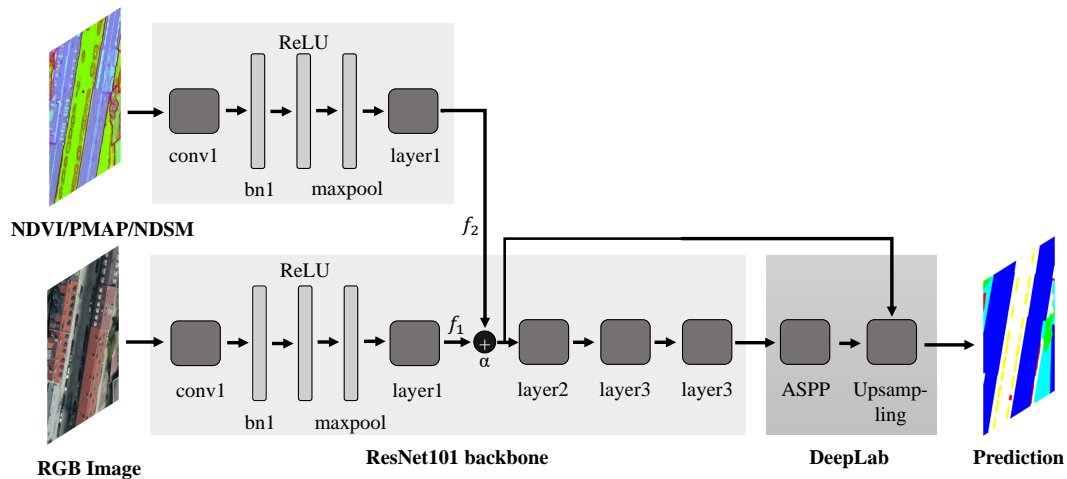 ReLU
conv1
layer1
bn1
maxpool
NDVI/PMAP/NDSM
f₂
ReLU
f₁
+
α
conv1
layer1
layer2
layer3
layer3
ASPP
Upsamp-
ling
bn1
maxpool
RGB Image
ResNet101 backbone
DeepLab
Prediction